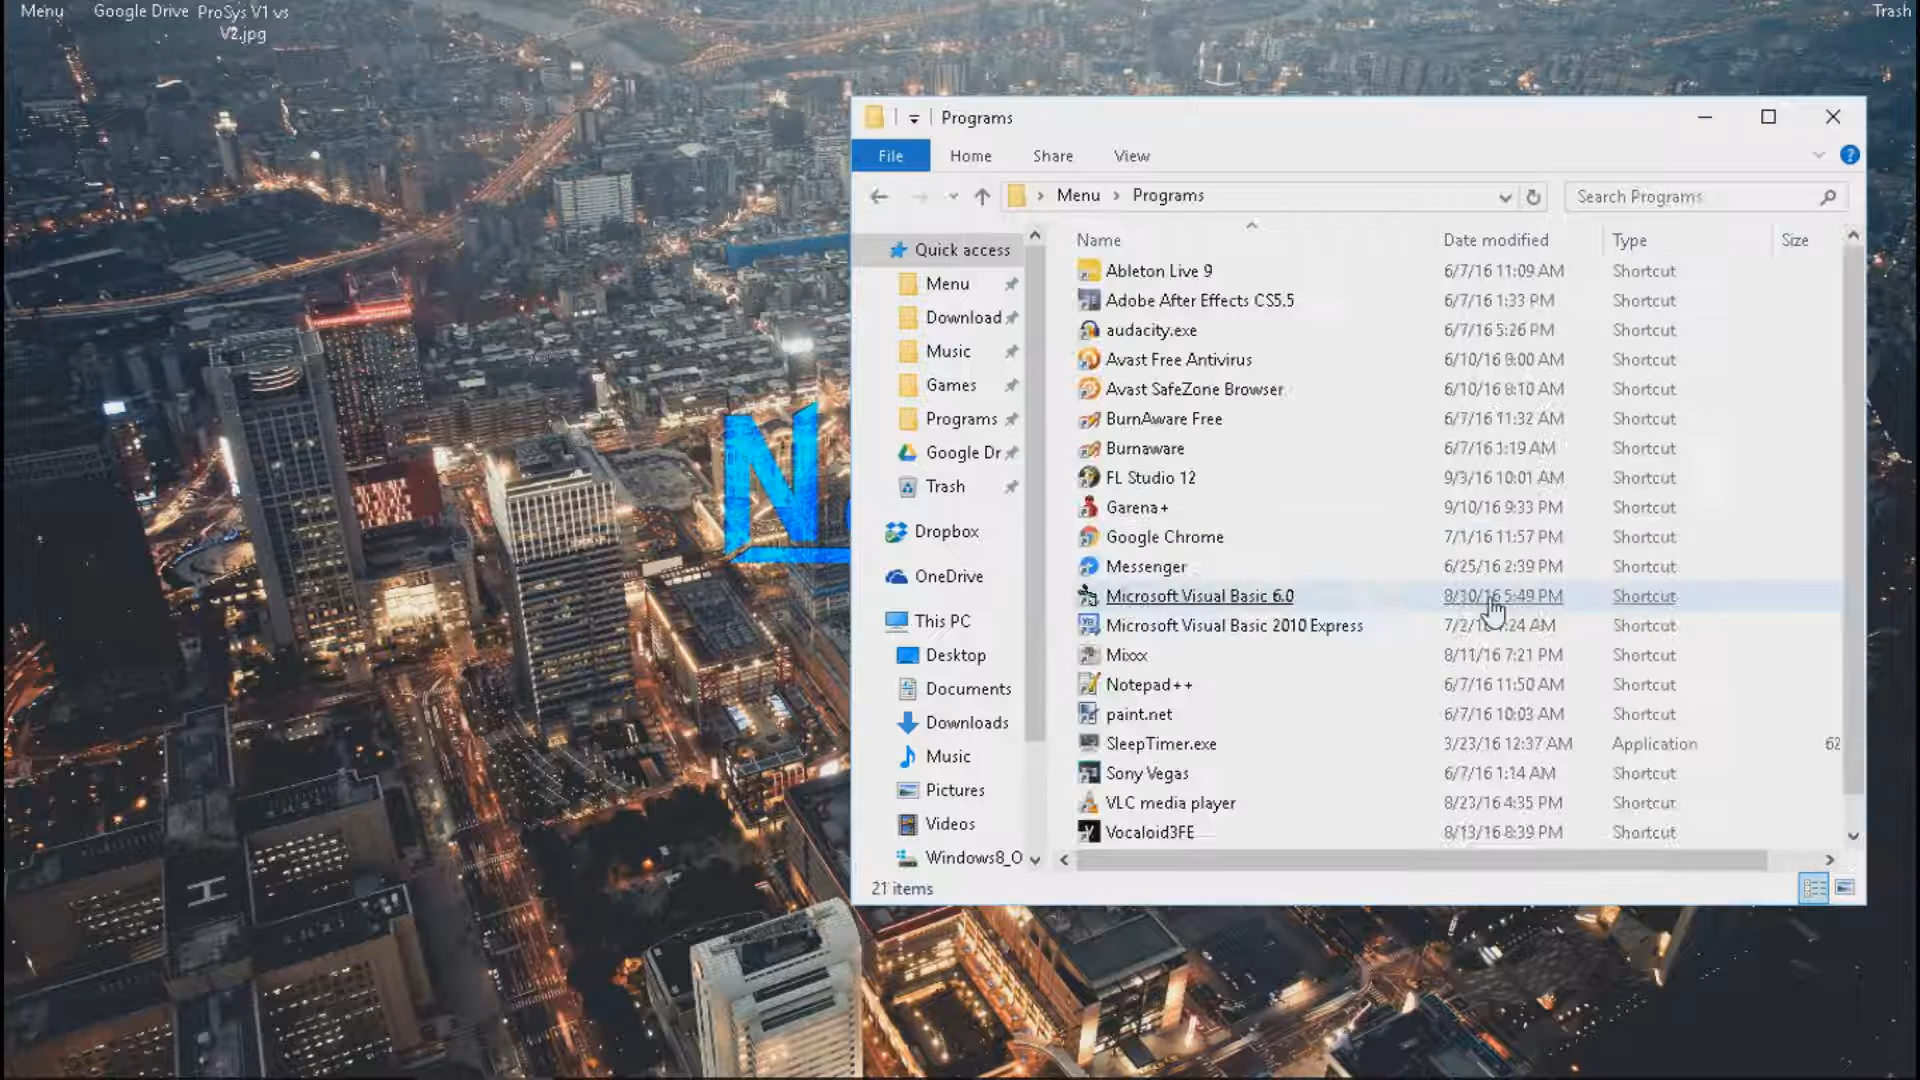 Menu
Google Drive
ProSys V1 vs
V2.jpg
Trash
N
Programs
File Home Share View
Menu Programs
Search Programs
Name Date modified Type Size
Quick access
Menu
Download
Music
Games
Programs
Google Dr
Trash
Dropbox
OneDrive
This PC
Desktop
Documents
Downloads
Music
Pictures
Videos
Windows8_O
Ableton Live 9 6/7/16 11:09 AM Shortcut
Adobe After Effects CS5.5 6/7/16 1:33 PM Shortcut
audacity.exe 6/7/16 5:26 PM Shortcut
Avast Free Antivirus 6/10/16 8:00 AM Shortcut
Avast SafeZone Browser 6/10/16 8:10 AM Shortcut
BurnAware Free 6/7/16 11:32 AM Shortcut
Burnaware 6/7/16 1:19 AM Shortcut
FL Studio 12 9/3/16 10:01 AM Shortcut
Garena+ 9/10/16 9:33 PM Shortcut
Google Chrome 7/1/16 11:57 PM Shortcut
Messenger 6/25/16 2:39 PM Shortcut
Microsoft Visual Basic 6.0 8/30/16 5:49 PM Shortcut
Microsoft Visual Basic 2010 Express AM Shortcut
Mixxx 8/11/16 7:21 PM Shortcut
Notepad++ 6/7/16 11:50 AM Shortcut
paint.net 6/7/16 10:03 AM Shortcut
SleepTimer.exe 3/23/16 12:37 AM Application 62
Sony Vegas 6/7/16 1:14 AM Shortcut
VLC media player 8/23/16 4:35 PM Shortcut
Vocaloid3FE 8/13/16 8:39 PM Shortcut
21 items